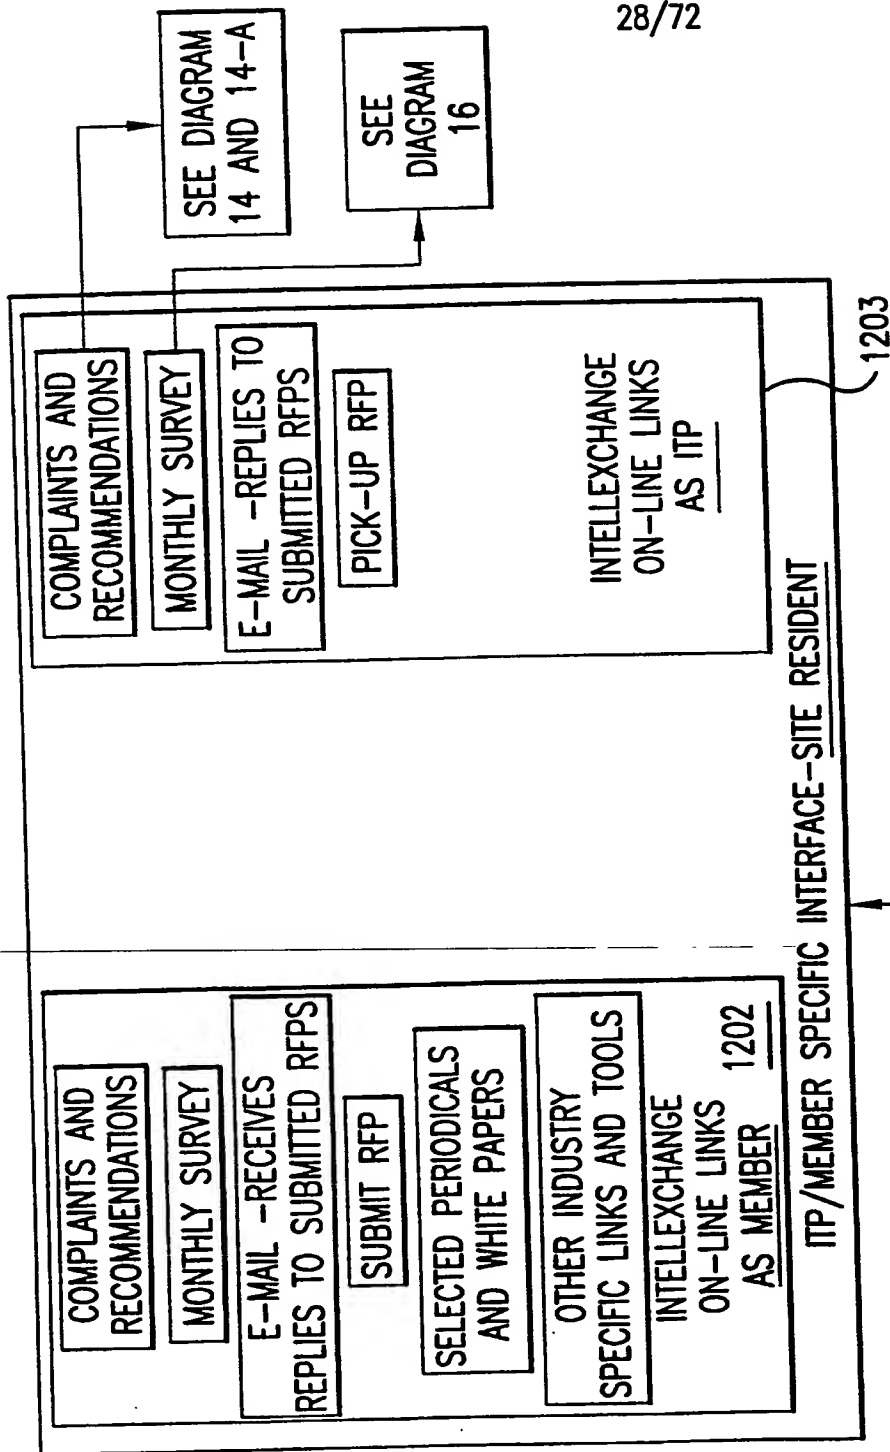 28/72
COMPLAINTS AND
RECOMMENDATIONS
MONTHLY SURVEY
E-MAIL -RECEIVES
REPLIES TO SUBMITTED RFPS
SUBMIT RFP
SELECTED PERIODICALS
AND WHITE PAPERS
OTHER INDUSTRY
SPECIFIC LINKS AND TOOLS
INTELLEXCHANGE
ON-LINE LINKS
AS MEMBER
1202
COMPLAINTS AND
RECOMMENDATIONS
MONTHLY SURVEY
E-MAIL -REPLIES TO
SUBMITTED RFPS
PICK-UP RFP
INTELLEXCHANGE
ON-LINE LINKS
AS ITP
1203
SEE DIAGRAM
14 AND 14-A
SEE
DIAGRAM
16
ITP/MEMBER SPECIFIC INTERFACE-SITE RESIDENT